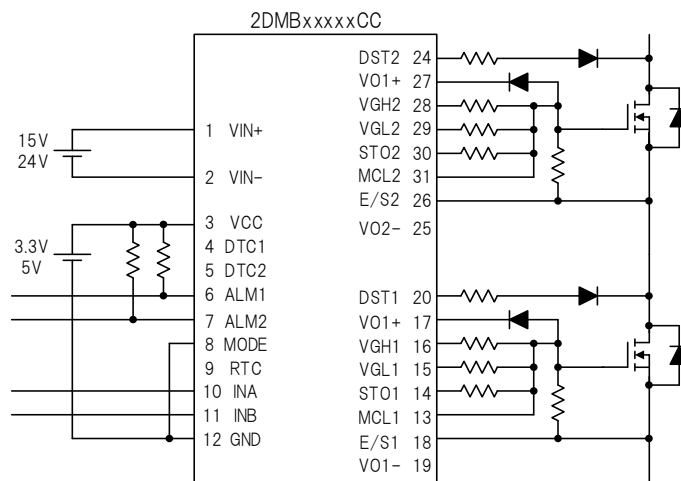 2DMBxxxxxCC
DST2 24
VO1+ 27
VGH2 28
VGL2 29
STO2 30
MCL2 31
E/S2 26
VO2- 25
15V
24V
1 VIN+
2 VIN-
3 VCC
4 DTC1
5 DTC2
6 ALM1
7 ALM2
8 MODE
9 RTC
10 INA
11 INB
12 GND
3.3V
5V
DST1 20
VO1+ 17
VGH1 16
VGL1 15
STO1 14
MCL1 13
E/S1 18
VO1- 19